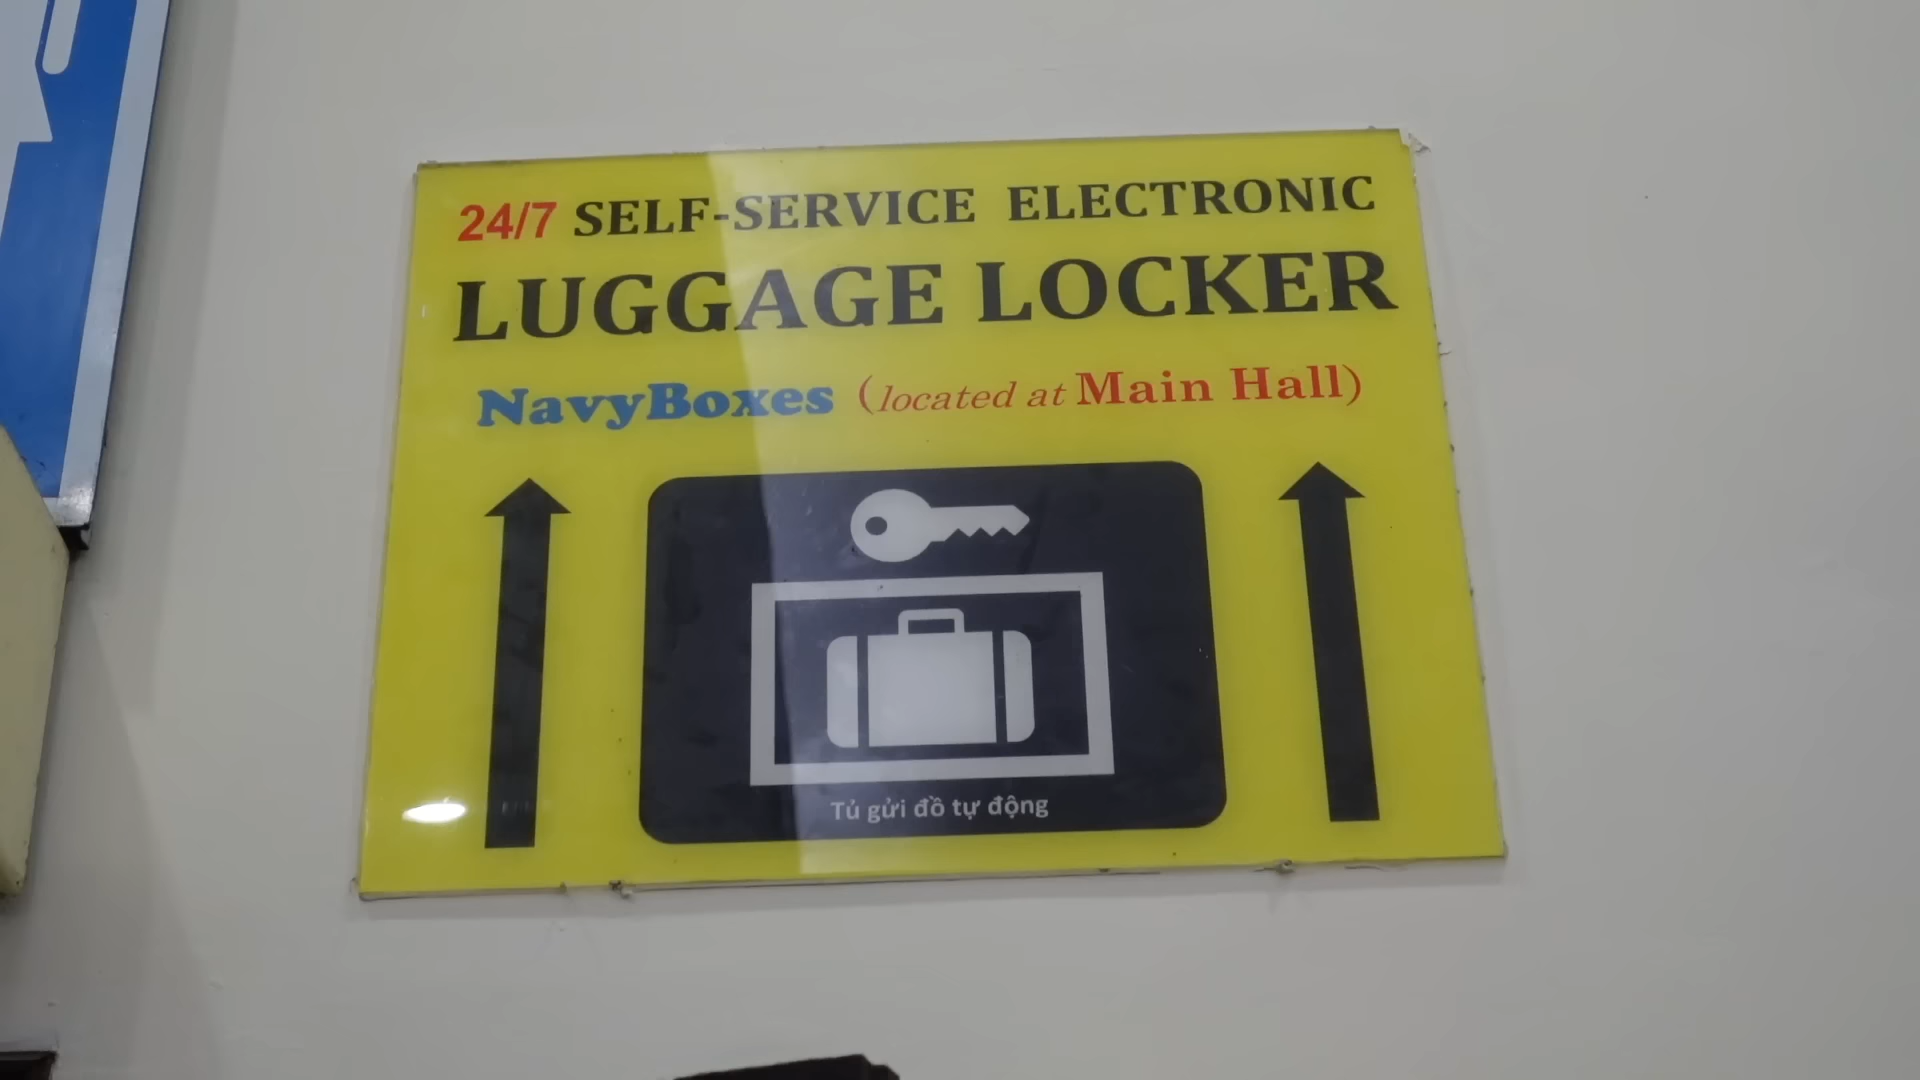 24/7 SELF-SERVICE ELECTRONIC
LUGGAGE LOCKER
NavyBoxes (located at Main Hall)
Tủ gửi đồ tự động